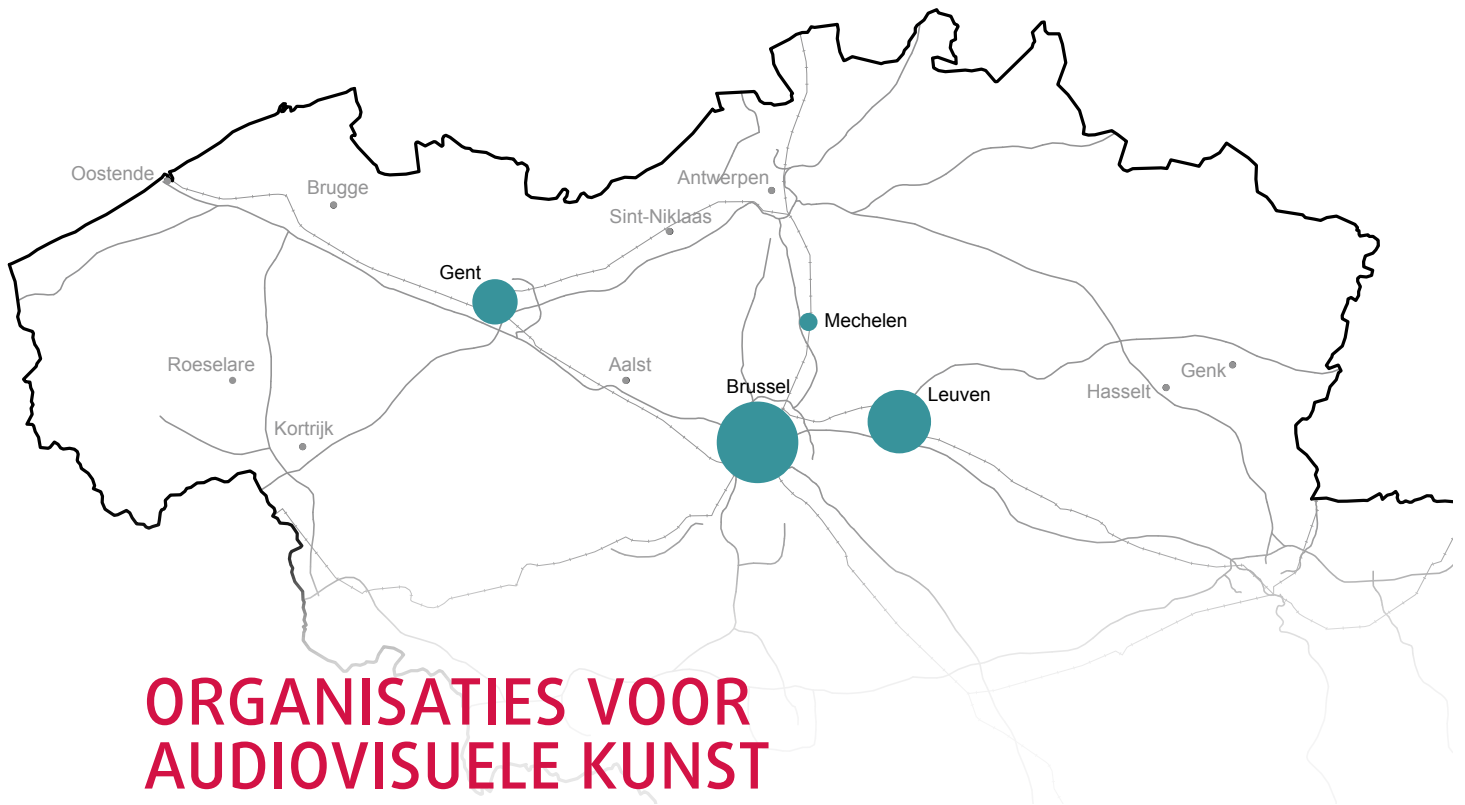 Oostende
Brugge
Antwerpen
Sint-Niklaas
Gent
Mechelen
Roeselare
Aalst
Genk
Hasselt
Brussel
Leuven
Kortrijk
ORGANISATIES VOOR
AUDIOVISUELE KUNST